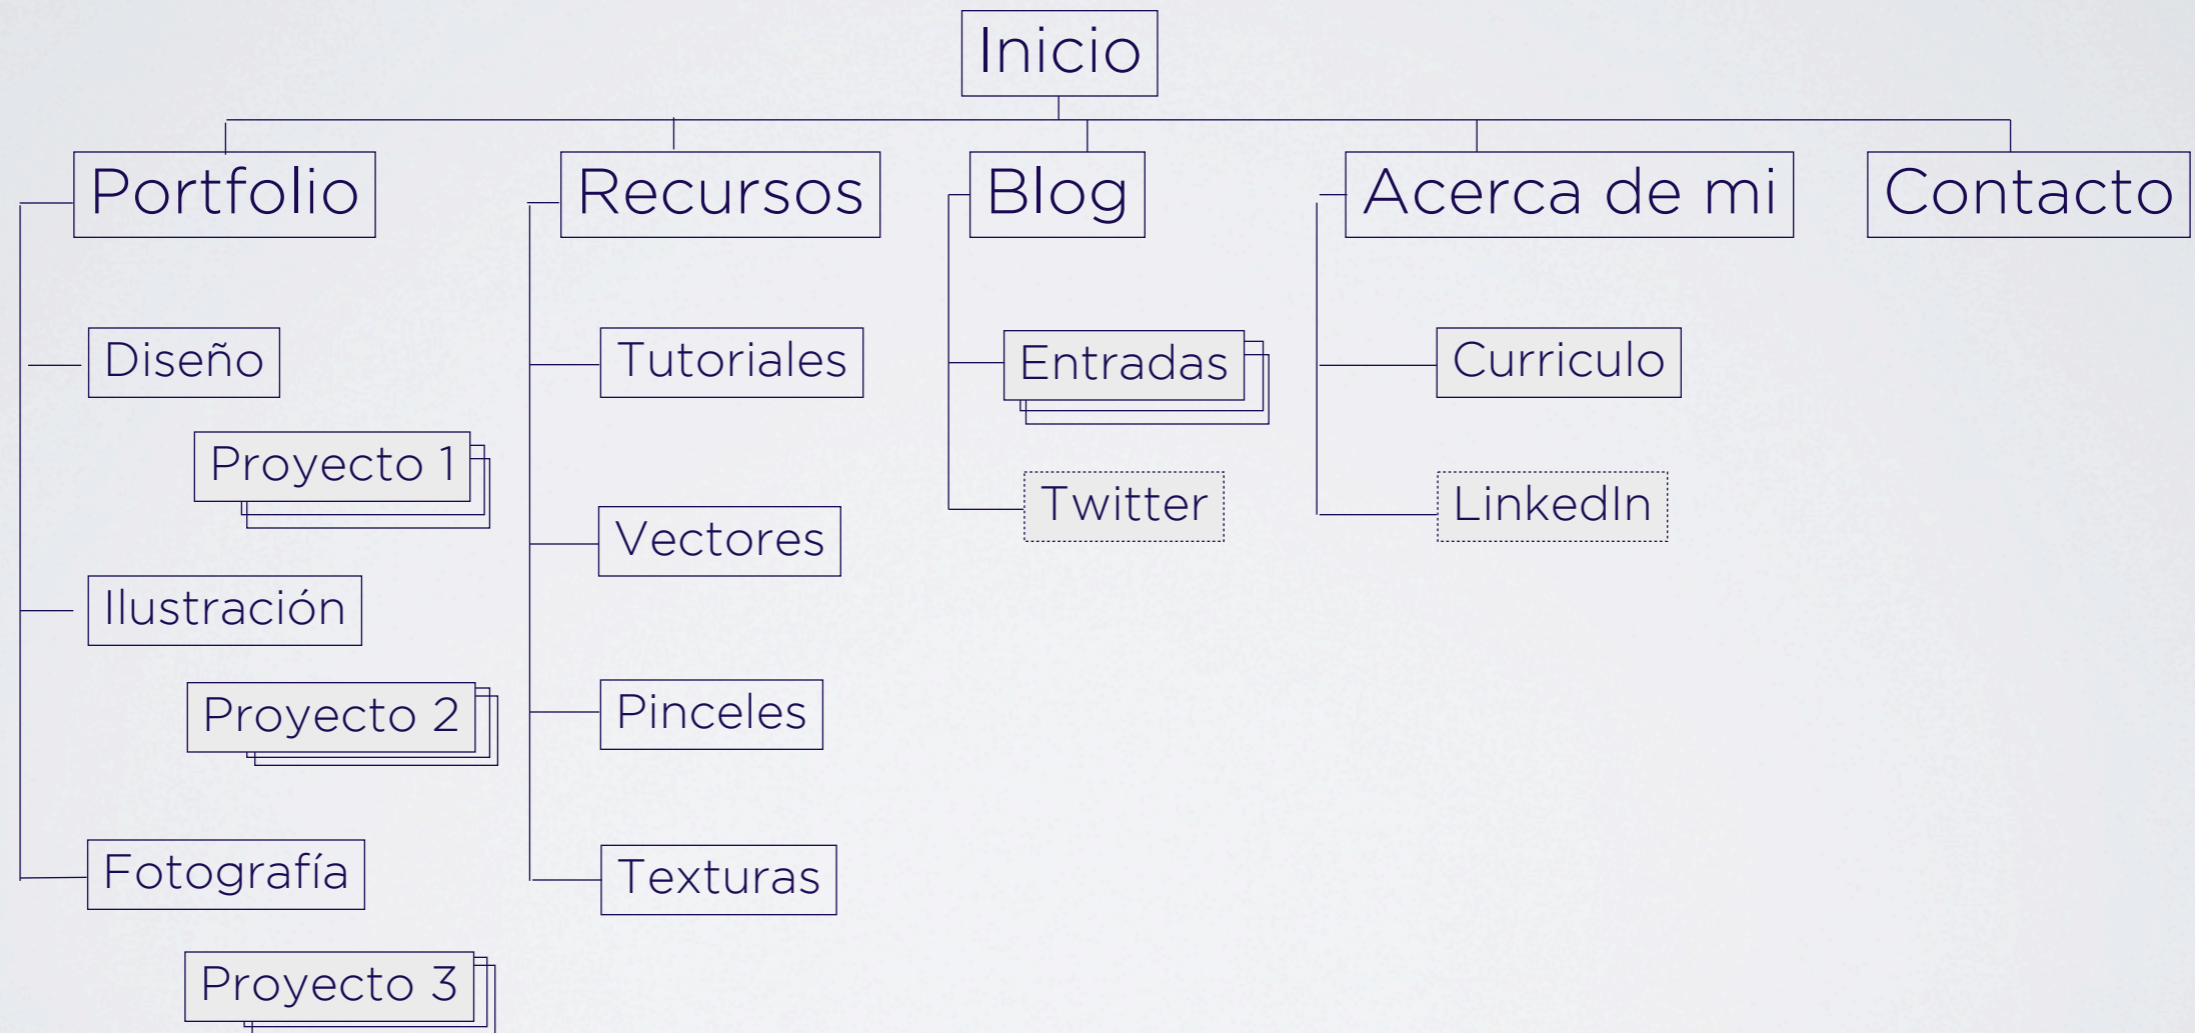 Inicio
Portfolio
Recursos
Blog
Acerca de mi
Contacto
Diseño
Proyecto 1
Ilustración
Proyecto 2
Fotografía
Proyecto 3
Tutoriales
Vectores
Pinceles
Texturas
Entradas
Twitter
Curriculo
LinkedIn